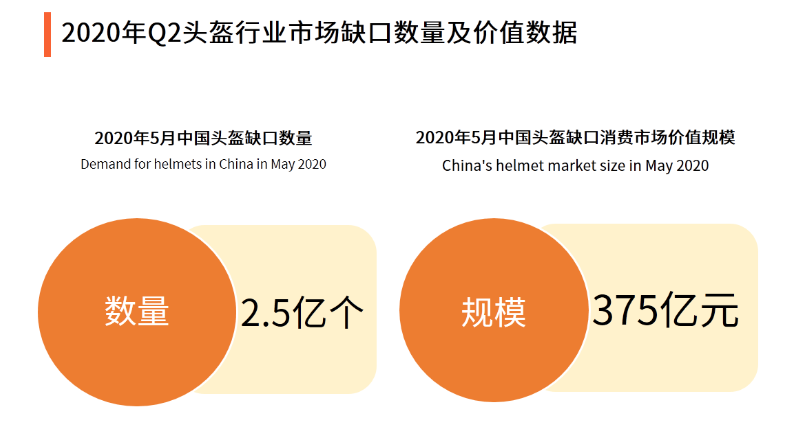 2020年Q2头盔行业市场缺口数量及价值数据
2020年5月中国头盔缺口数量
Demand for helmets in China in May 2020
数量
2.5亿个
2020年5月中国头盔缺口消费市场价值规模
China's helmet market size in May 2020
规模
375亿元